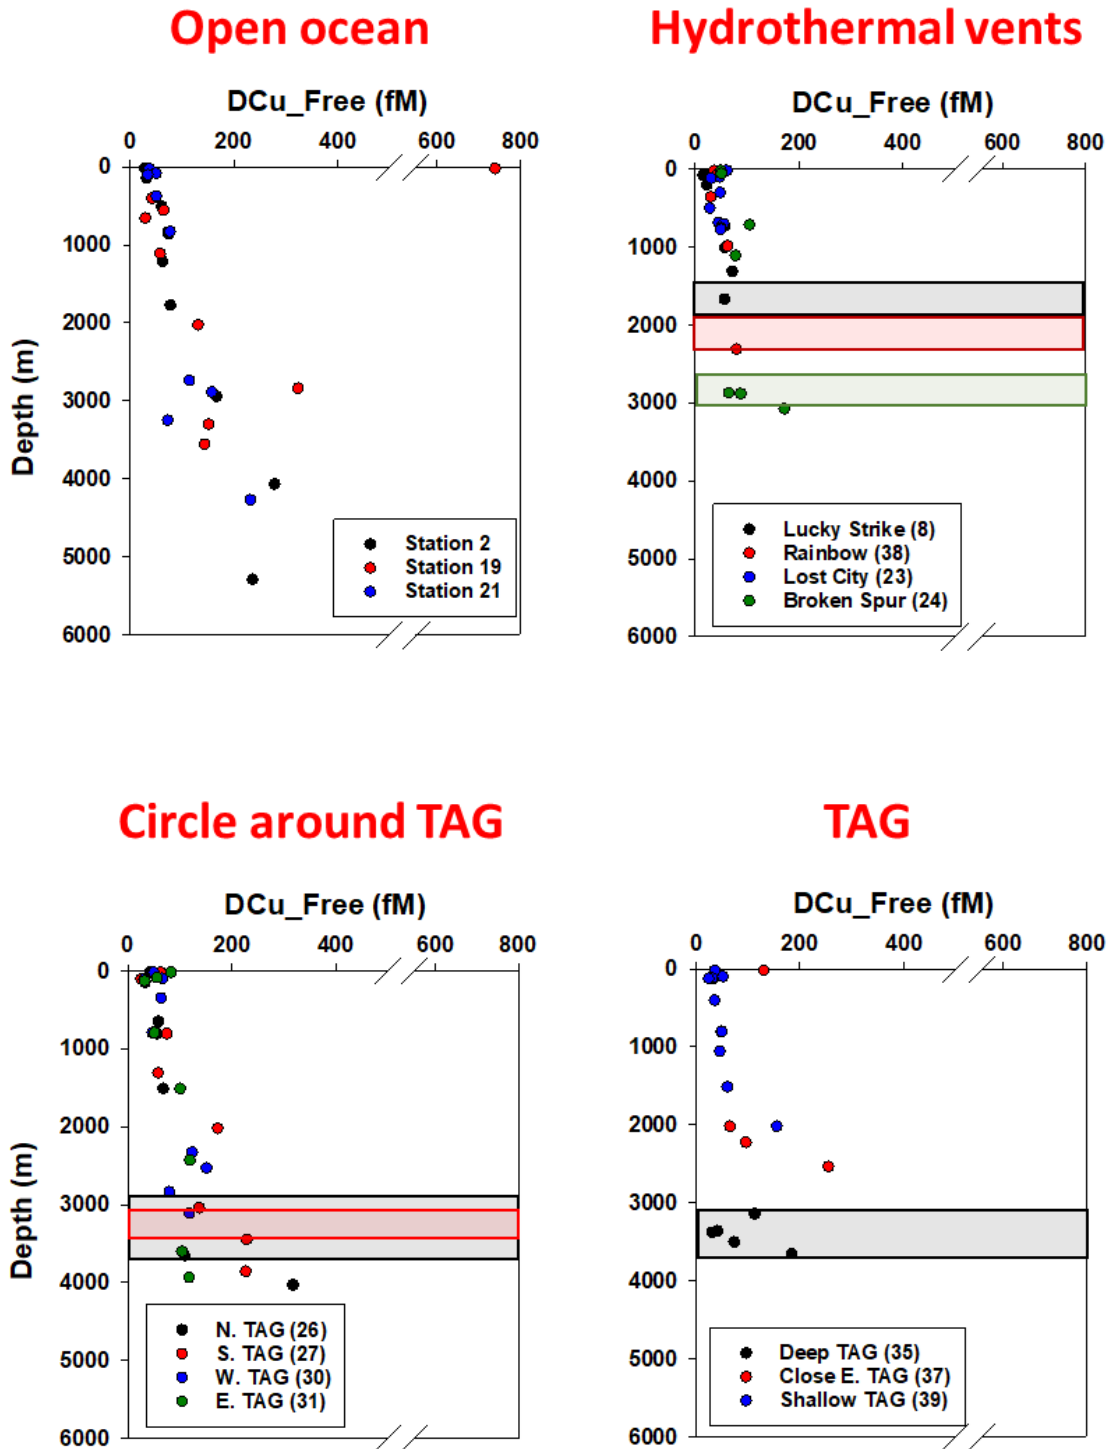 Open ocean
DCu_Free (fM)
0 200 400 600 800
0
1000
2000
3000
4000
5000
6000
Depth (m)
Station 2
Station 19
Station 21
Hydrothermal vents
DCu_Free (fM)
0 200 400 600 800
0
1000
2000
3000
4000
5000
6000
Lucky Strike (8)
Rainbow (38)
Lost City (23)
Broken Spur (24)
Circle around TAG
DCu_Free (fM)
0 200 400 600 800
0
1000
2000
3000
4000
5000
6000
Depth (m)
N. TAG (26)
S. TAG (27)
W. TAG (30)
E. TAG (31)
TAG
DCu_Free (fM)
0 200 400 600 800
0
1000
2000
3000
4000
5000
6000
Deep TAG (35)
Close E. TAG (37)
Shallow TAG (39)